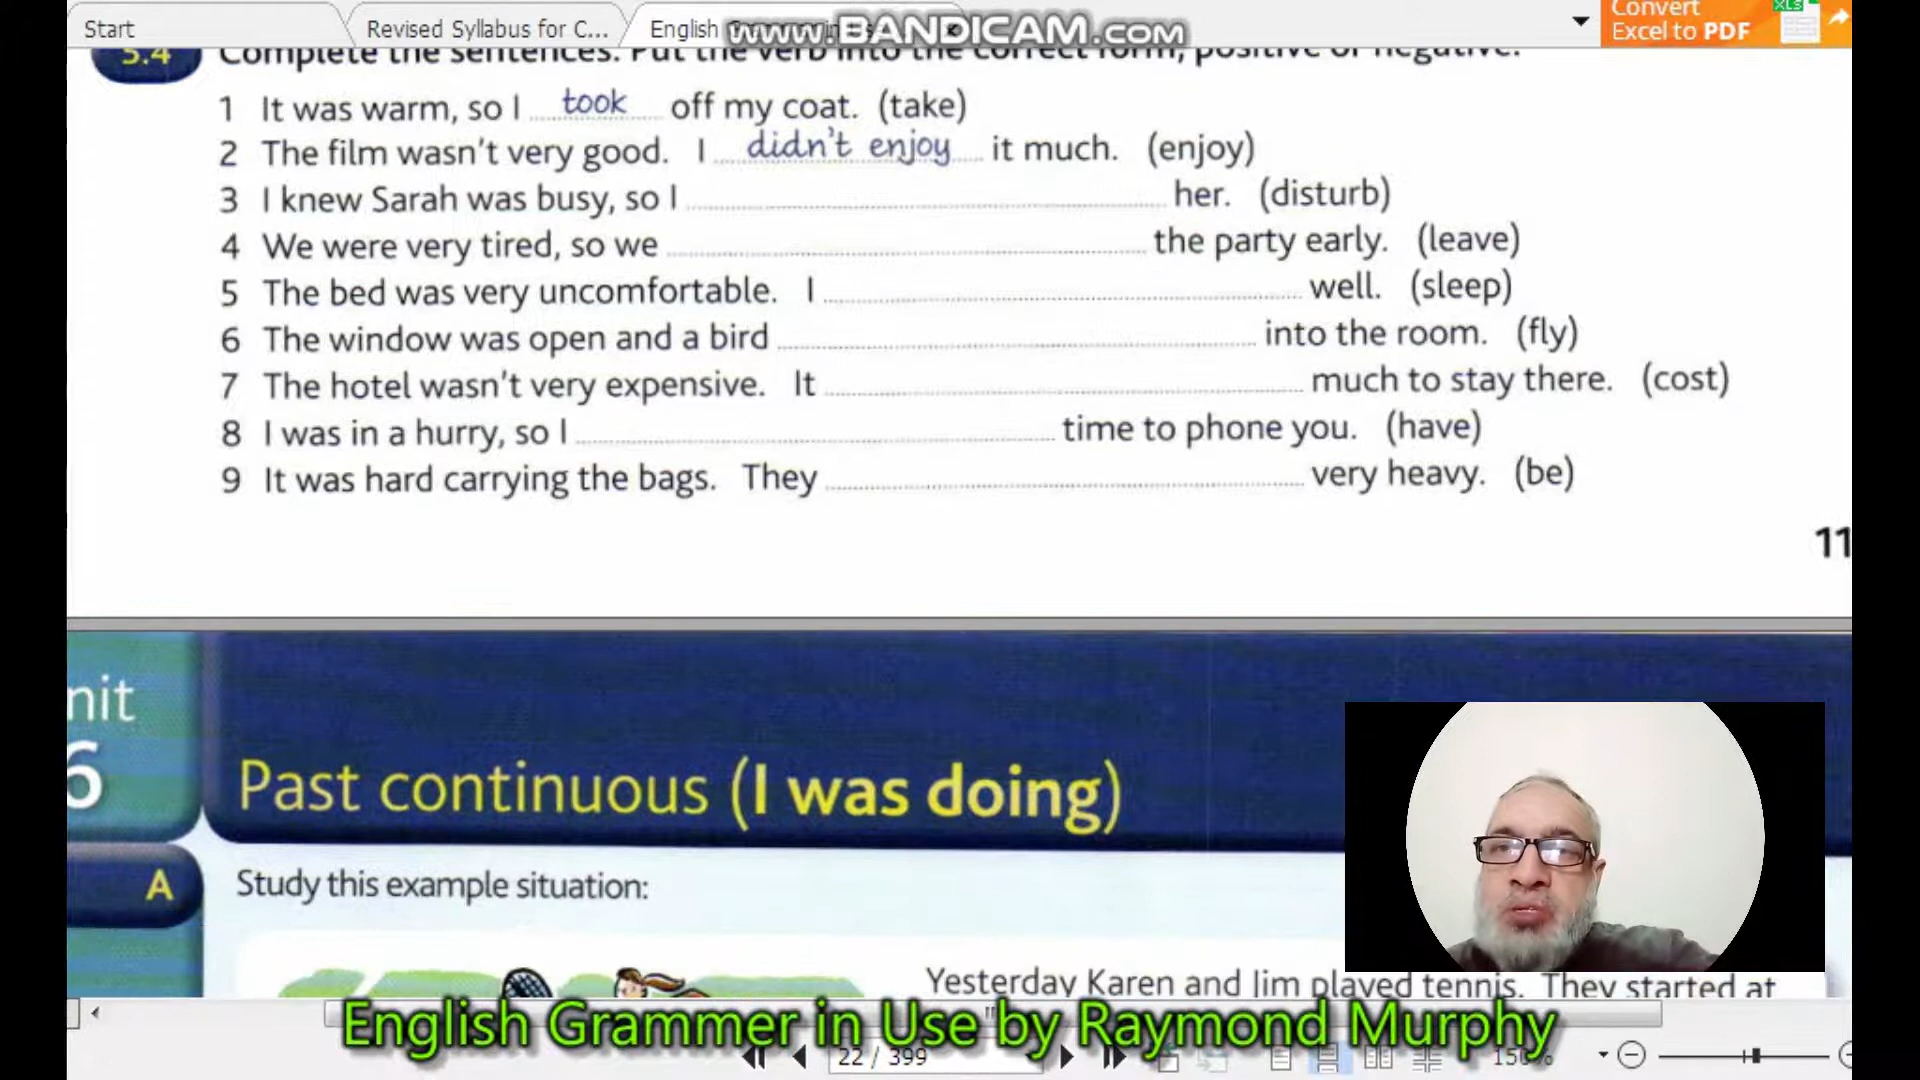 Start Revised Syllabus for C... English www.BANDICAM.com Convert
Excel to PDF XLS
5.4 Complete the sentences. Put the verb into the correct form, positive or negative.
1 It was warm, so I took off my coat. (take)
2 The film wasn't very good. I didn't enjoy it much. (enjoy)
3 I knew Sarah was busy, so I ........ her. (disturb)
4 We were very tired, so we ........ the party early. (leave)
5 The bed was very uncomfortable. I ........ well. (sleep)
6 The window was open and a bird ........ into the room. (fly)
7 The hotel wasn't very expensive. It ........ much to stay there. (cost)
8 I was in a hurry, so I ........ time to phone you. (have)
9 It was hard carrying the bags. They ........ very heavy. (be)
11
nit
6 Past continuous (I was doing)
A Study this example situation:
Yesterday Karen and Jim played tennis. They started at
English Grammer in Use by Raymond Murphy
22 / 399 150%